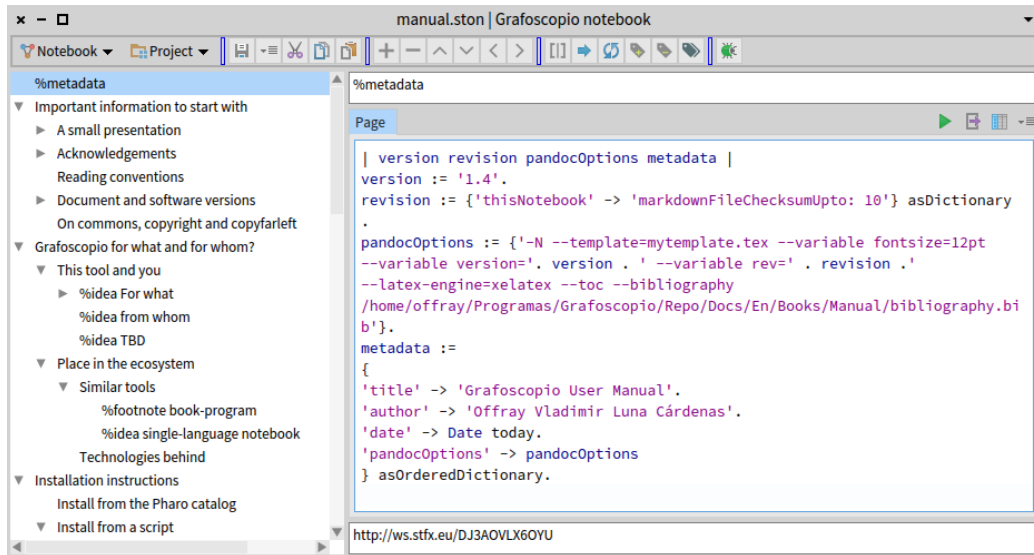 manual.ston | Grafoscopio notebook
Notebook
Project
%metadata
Important information to start with
A small presentation
Acknowledgements
Reading conventions
Document and software versions
On commons, copyright and copyfarleft
Grafoscopio for what and for whom?
This tool and you
%idea For what
%idea from whom
%idea TBD
Place in the ecosystem
Similar tools
%footnote book-program
%idea single-language notebook
Technologies behind
Installation instructions
Install from the Pharo catalog
Install from a script
%metadata
Page
| version revision pandocOptions metadata |
version := '1.4'.
revision := {'thisNotebook' -> 'markdownFileChecksumUpto: 10'} asDictionary
.
pandocOptions := {'-N --template=mytemplate.tex --variable fontsize=12pt
--variable version='. version . ' --variable rev=' . revision .'
--latex-engine=xelatex --toc --bibliography
/home/offray/Programas/Grafoscopio/Repo/Docs/En/Books/Manual/bibliography.bi
b'}.
metadata :=
{
'title' -> 'Grafoscopio User Manual'.
'author' -> 'Offray Vladimir Luna Cárdenas'.
'date' -> Date today.
'pandocOptions' -> pandocOptions
} asOrderedDictionary.
http://ws.stfx.eu/DJ3AOVLX6OYU